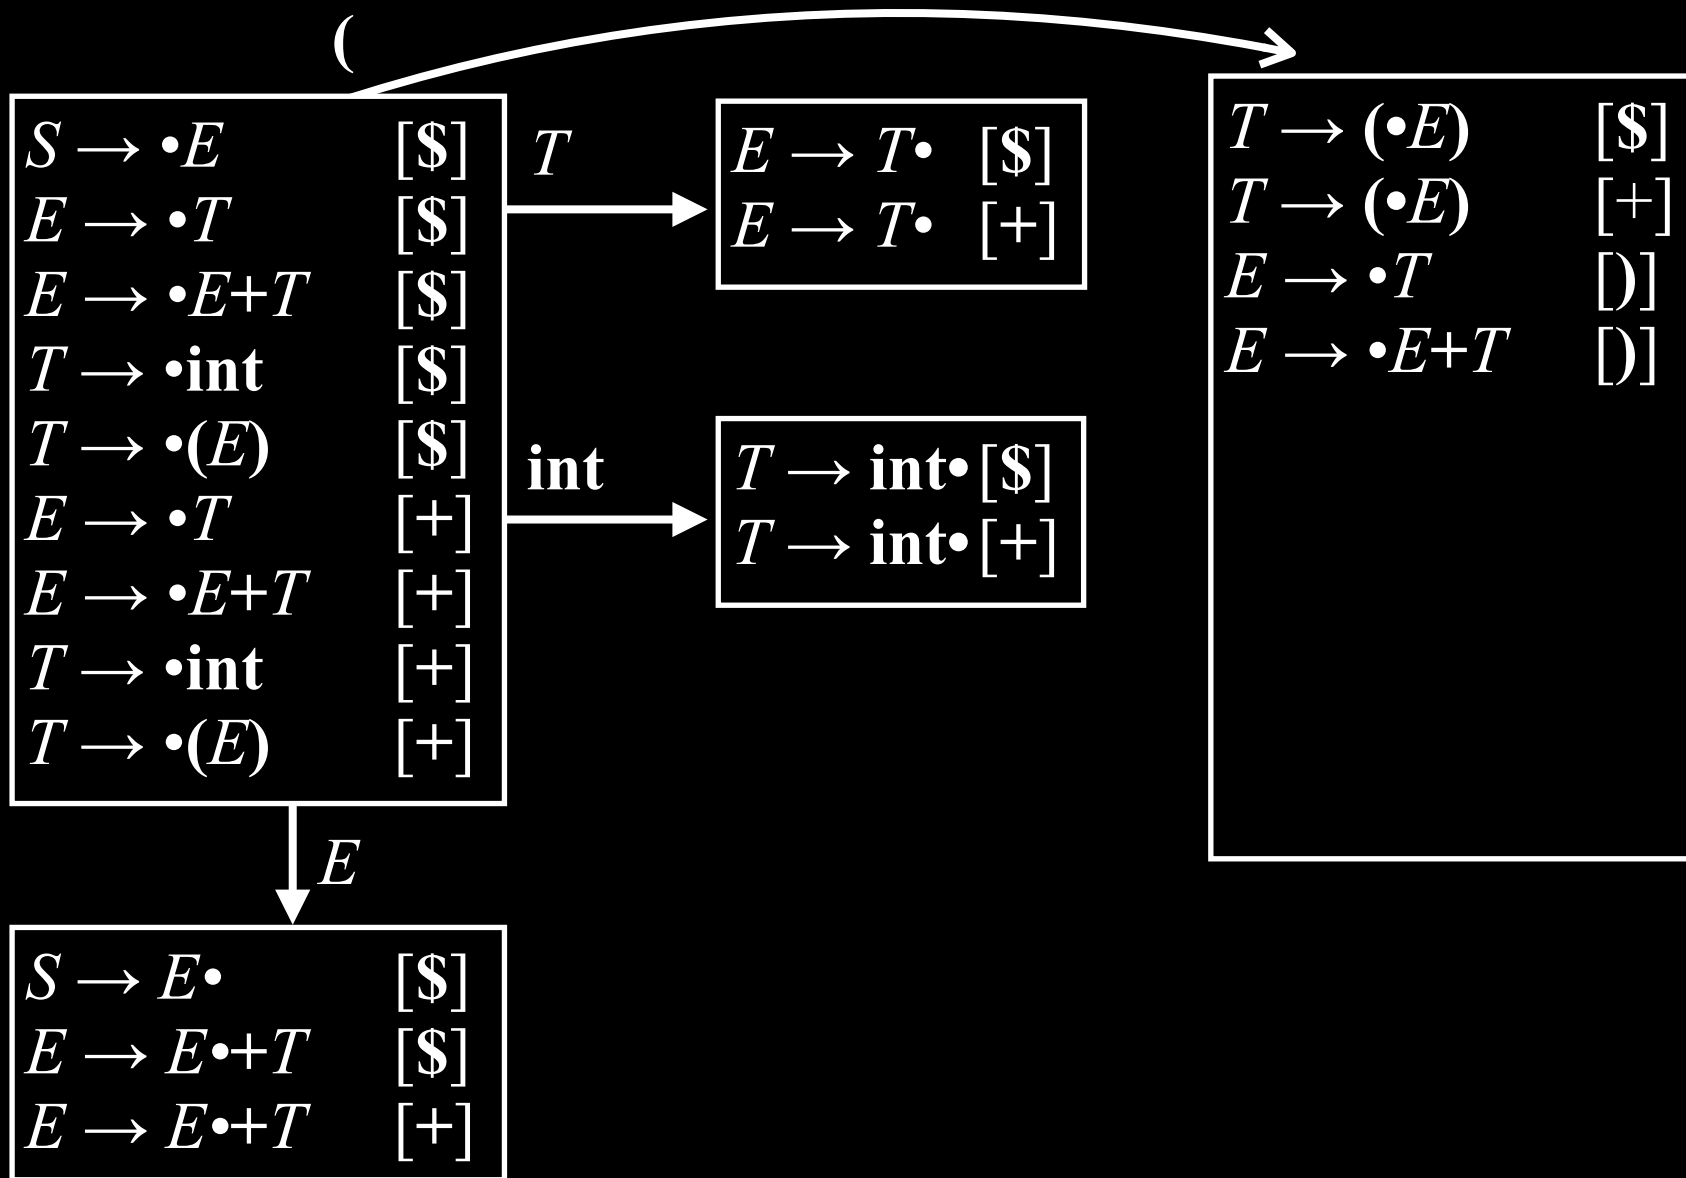 (
S → •E [$]
E → •T [$]
E → •E+T [$]
T → •int [$]
T → •(E) [$]
E → •T [+]
E → •E+T [+]
T → •int [+]
T → •(E) [+]
T
E → T• [$]
E → T• [+]
int
T → int• [$]
T → int• [+]
T → (•E) [$]
T → (•E) [+]
E → •T [)]
E → •E+T [)]
E
S → E• [$]
E → E•+T [$]
E → E•+T [+]